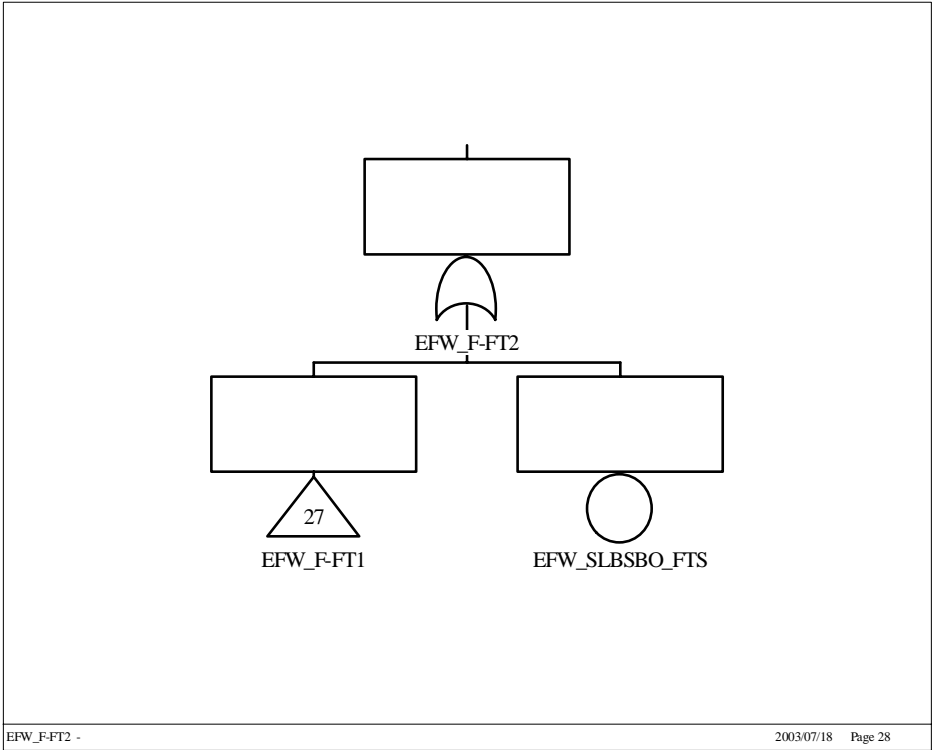 EFW_F-FT2
27
EFW_F-FT1
EFW_SLBSBO_FTS
EFW_F-FT2 -
2003/07/18 Page 28